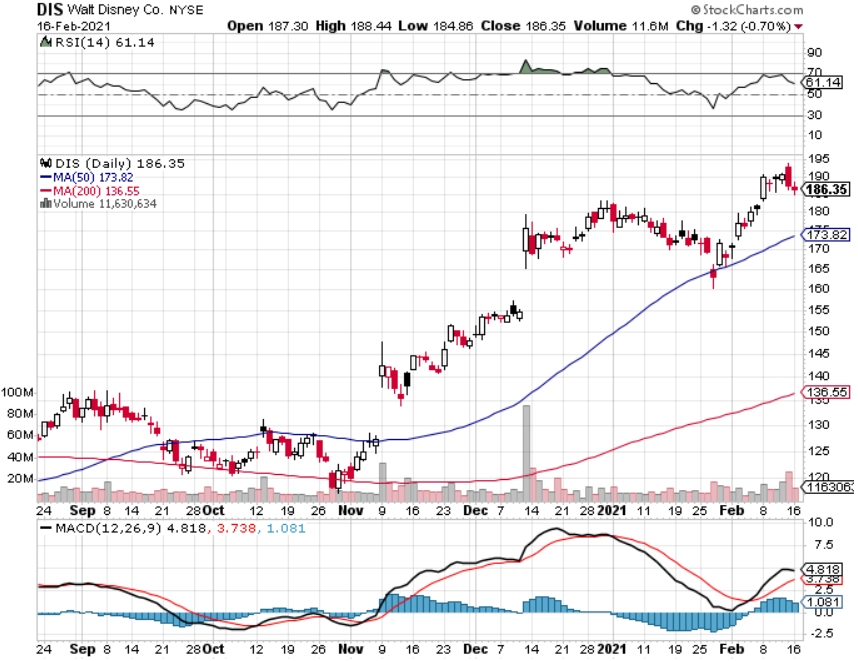 DIS Walt Disney Co. NYSE © StockCharts.com
16-Feb-2021 Open 187.30 High 188.44 Low 184.86 Close 186.35 Volume 11.6M Chg -1.32 (-0.70%)
RSI(14) 61.14
90
70
61.14
50
30
10
DIS (Daily) 186.35
MA(50) 173.82
MA(200) 136.55
Volume 11,630,634
195
190
186.35
180
173.82
170
165
160
155
150
145
140
136.55
135
130
125
120
1163063
100M
80M
60M
40M
20M
24 Sep 8 14 21 28 Oct 12 19 26 Nov 9 16 23 Dec 7 14 21 28 2021 11 19 25 Feb 8 16
MACD(12,26,9) 4.818, 3.738, 1.081
10.0
7.5
4.818
3.738
2.5
1.081
0.0
-2.5
24 Sep 8 14 21 28 Oct 12 19 26 Nov 9 16 23 Dec 7 14 21 28 2021 11 19 25 Feb 8 16